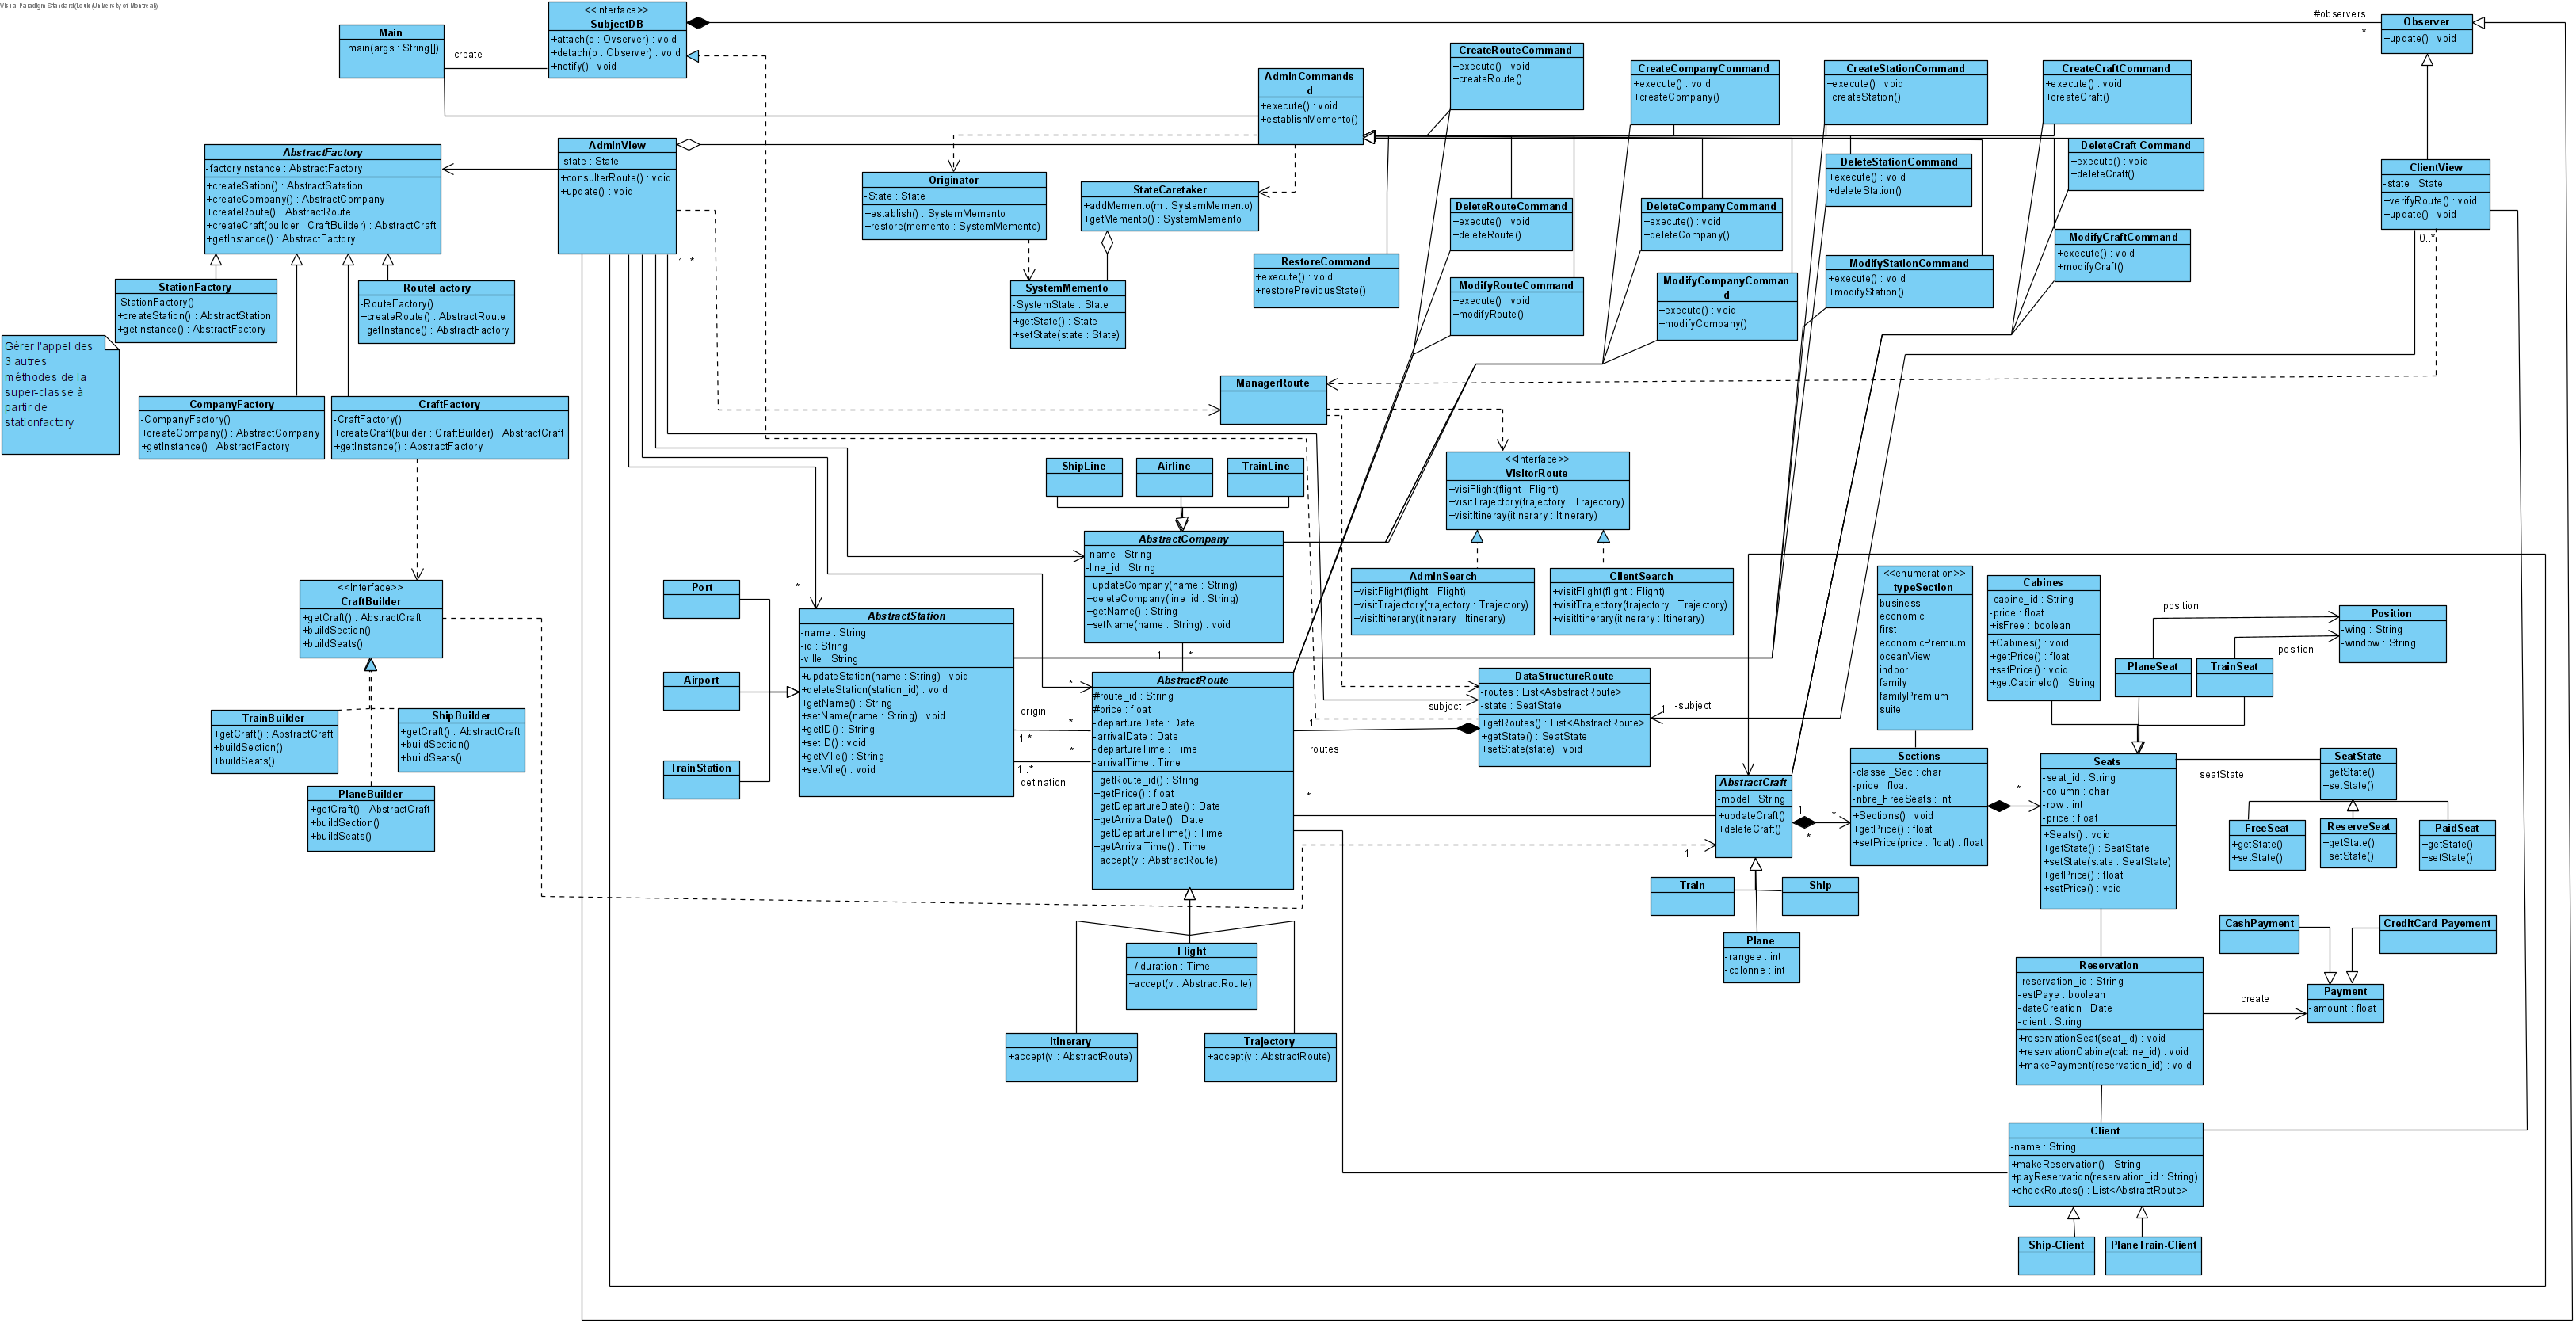 Visual Paradigm Standard(Louis(University of Montreal))
<<Interface>>
SubjectDB
+attach(o : Ovserver) : void
+detach(o : Observer) : void
+notify() : void
Main
+main(args : String[])
create
#observers
*
Observer
+update() : void
AdminCommands
d
+execute() : void
+establishMemento()
CreateRouteCommand
+execute() : void
+createRoute()
CreateCompanyCommand
+execute() : void
+createCompany()
CreateStationCommand
+execute() : void
+createStation()
CreateCraftCommand
+execute() : void
+createCraft()
AbstractFactory
-factoryInstance : AbstractFactory
+createSation() : AbstractSatation
+createCompany() : AbstractCompany
+createRoute() : AbstractRoute
+createCraft(builder : CraftBuilder) : AbstractCraft
+getInstance() : AbstractFactory
AdminView
-state : State
+consulterRoute() : void
+update() : void
1..*
Originator
-State : State
+establish() : SystemMemento
+restore(memento : SystemMemento)
StateCaretaker
+addMemento(m : SystemMemento)
+getMemento() : SystemMemento
DeleteRouteCommand
+execute() : void
+deleteRoute()
DeleteCompanyCommand
+execute() : void
+deleteCompany()
DeleteStationCommand
+execute() : void
+deleteStation()
DeleteCraft Command
+execute() : void
+deleteCraft()
ClientView
-state : State
+verifyRoute() : void
+update() : void
0..*
StationFactory
-StationFactory()
+createStation() : AbstractStation
+getInstance() : AbstractFactory
RouteFactory
-RouteFactory()
+createRoute() : AbstractRoute
+getInstance() : AbstractFactory
SystemMemento
-SystemState : State
+getState() : State
+setState(state : State)
RestoreCommand
+execute() : void
+restorePreviousState()
ModifyRouteCommand
+execute() : void
+modifyRoute()
ModifyCompanyComman
d
+execute() : void
+modifyCompany()
ModifyStationCommand
+execute() : void
+modifyStation()
ModifyCraftCommand
+execute() : void
+modifyCraft()
Gérer l'appel des
3 autres
méthodes de la
super-classe à
partir de
stationfactory
CompanyFactory
-CompanyFactory()
+createCompany() : AbstractCompany
+getInstance() : AbstractFactory
CraftFactory
-CraftFactory()
+createCraft(builder : CraftBuilder) : AbstractCraft
+getInstance() : AbstractFactory
ManagerRoute
<<Interface>>
VisitorRoute
+visiFlight(flight : Flight)
+visitTrajectory(trajectory : Trajectory)
+visitItineray(itinerary : Itinerary)
ShipLine
Airline
TrainLine
AbstractCompany
-name : String
-line_id : String
+updateCompany(name : String)
+deleteCompany(line_id : String)
+getName() : String
+setName(name : String) : void
1
*
AdminSearch
+visitFlight(flight : Flight)
+visitTrajectory(trajectory : Trajectory)
+visitItinerary(itinerary : Itinerary)
ClientSearch
+visitFlight(flight : Flight)
+visitTrajectory(trajectory : Trajectory)
+visitItinerary(itinerary : Itinerary)
<<Interface>>
CraftBuilder
+getCraft() : AbstractCraft
+buildSection()
+buildSeats()
TrainBuilder
+getCraft() : AbstractCraft
+buildSection()
+buildSeats()
ShipBuilder
+getCraft() : AbstractCraft
+buildSection()
+buildSeats()
PlaneBuilder
+getCraft() : AbstractCraft
+buildSection()
+buildSeats()
Port
Airport
TrainStation
*
AbstractStation
-name : String
-id : String
-ville : String
+updateStation(name : String) : void
+deleteStation(station_id) : void
+getName() : String
+setName(name : String) : void
+getID() : String
+setID() : void
+getVille() : String
+setVille() : void
origin
1.*
1..*
detination
*
*
*
AbstractRoute
#route_id : String
#price : float
-departureDate : Date
-arrivalDate : Date
-departureTime : Time
-arrivalTime : Time
+getRoute_id() : String
+getPrice() : float
+getDepartureDate() : Date
+getArrivalDate() : Date
+getDepartureTime() : Time
+getArrivalTime() : Time
+accept(v : AbstractRoute)
1
routes
*
-subject
DataStructureRoute
-routes : List<AsbstractRoute>
-state : SeatState
+getRoutes() : List<AbstractRoute>
+getState() : SeatState
+setState(state) : void
1
-subject
<<enumeration>>
typeSection
business
economic
first
economicPremium
oceanView
indoor
family
familyPremium
suite
Cabines
-cabine_id : String
-price : float
+isFree : boolean
+Cabines() : void
+getPrice() : float
+setPrice() : void
+getCabineId() : String
position
position
Position
-wing : String
-window : String
PlaneSeat
TrainSeat
AbstractCraft
-model : String
+updateCraft()
+deleteCraft()
1
1
*
*
Sections
-classe _Sec : char
-price : float
-nbre_FreeSeats : int
+Sections() : void
+getPrice() : float
+setPrice(price : float) : float
*
Seats
-seat_id : String
-column : char
-row : int
-price : float
+Seats() : void
+getState() : SeatState
+setState(state : SeatState)
+getPrice() : float
+setPrice() : void
seatState
SeatState
+getState()
+setState()
FreeSeat
+getState()
+setState()
ReserveSeat
+getState()
+setState()
PaidSeat
+getState()
+setState()
Train
Ship
Plane
-rangee : int
-colonne : int
Flight
- / duration : Time
+accept(v : AbstractRoute)
Itinerary
+accept(v : AbstractRoute)
Trajectory
+accept(v : AbstractRoute)
CashPayment
CreditCard-Payement
Reservation
-reservation_id : String
-estPaye : boolean
-dateCreation : Date
-client : String
+reservationSeat(seat_id) : void
+reservationCabine(cabine_id) : void
+makePayment(reservation_id) : void
create
Payment
-amount : float
Client
-name : String
+makeReservation() : String
+payReservation(reservation_id : String)
+checkRoutes() : List<AbstractRoute>
Ship-Client
PlaneTrain-Client